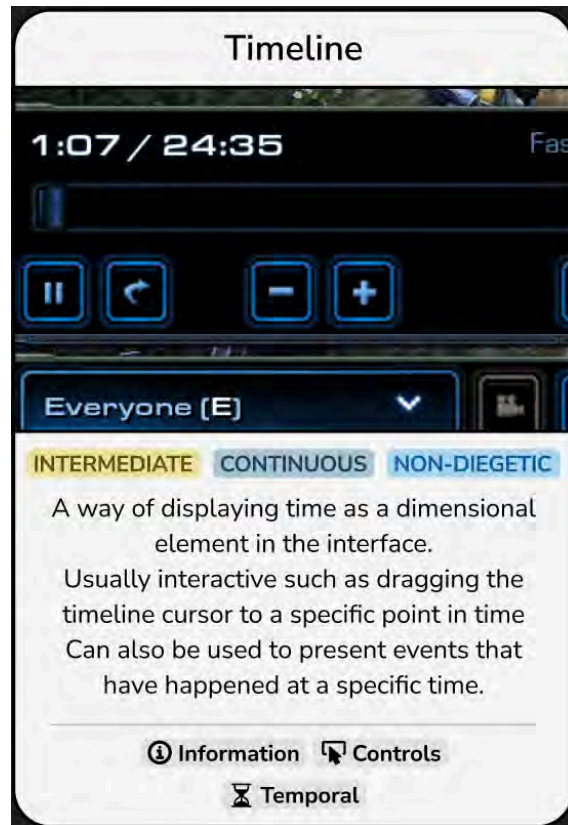 Timeline
1:07 / 24:35
Fas
Everyone (E)
INTERMEDIATE CONTINUOUS NON-DIEGETIC
A way of displaying time as a dimensional
element in the interface.
Usually interactive such as dragging the
timeline cursor to a specific point in time
Can also be used to present events that
have happened at a specific time.
Information Controls
Temporal